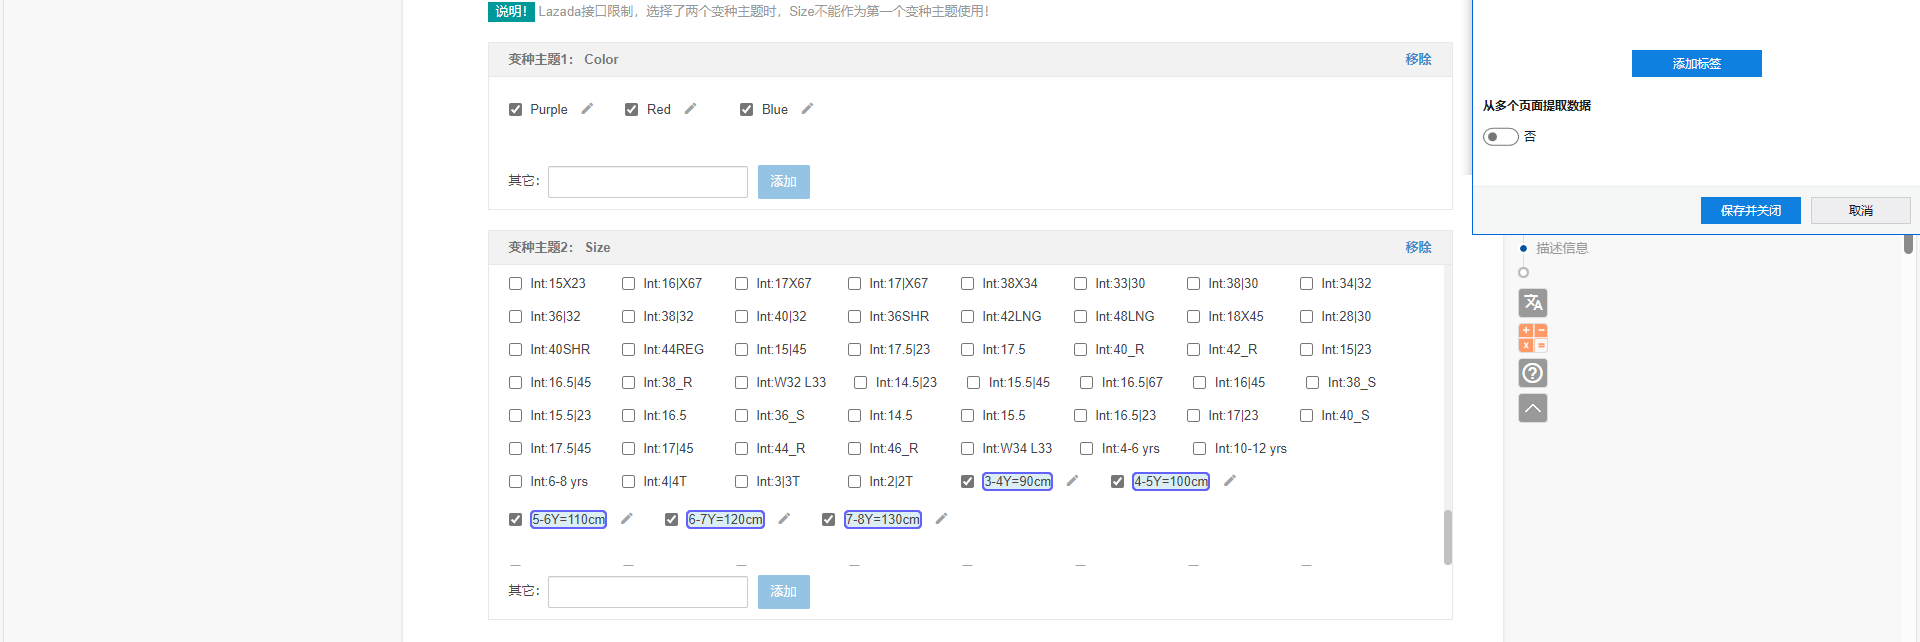 说明! Lazada接口限制，选择了两个变种主题时，Size不能作为第一个变种主题使用!
变种主题1： Color 移除
Purple Red Blue
其它： 添加
变种主题2： Size 移除
Int:15X23 Int:16|X67 Int:17X67 Int:17|X67 Int:38X34 Int:33|30 Int:38|30 Int:34|32
Int:36|32 Int:38|32 Int:40|32 Int:36SHR Int:42LNG Int:48LNG Int:18X45 Int:28|30
Int:40SHR Int:44REG Int:15|45 Int:17.5|23 Int:17.5 Int:40_R Int:42_R Int:15|23
Int:16.5|45 Int:38_R Int:W32 L33 Int:14.5|23 Int:15.5|45 Int:16.5|67 Int:16|45 Int:38_S
Int:15.5|23 Int:16.5 Int:36_S Int:14.5 Int:15.5 Int:16.5|23 Int:17|23 Int:40_S
Int:17.5|45 Int:17|45 Int:44_R Int:46_R Int:W34 L33 Int:4-6 yrs Int:10-12 yrs
Int:6-8 yrs Int:4|4T Int:3|3T Int:2|2T 3-4Y=90cm 4-5Y=100cm
5-6Y=110cm 6-7Y=120cm 7-8Y=130cm
其它： 添加
添加标签
从多个页面提取数据
否
保存并关闭 取消
描述信息